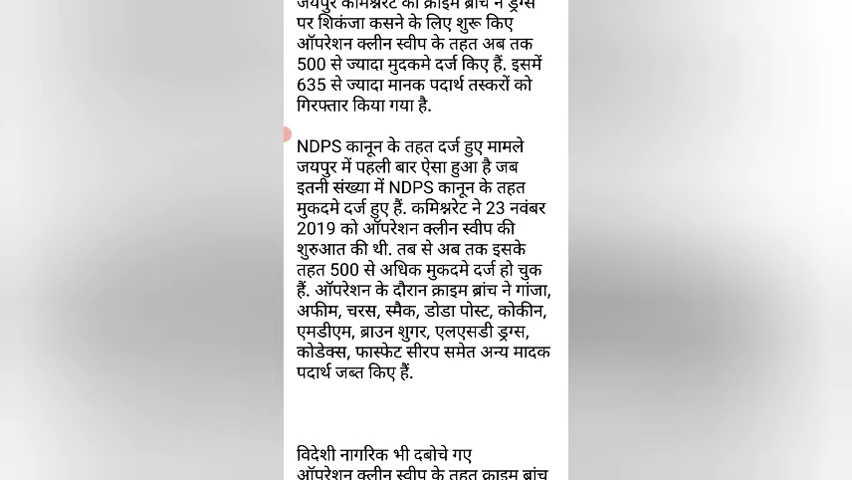 जयपुर कमिश्नरेट की क्राइम ब्रांच ने ड्रग्स
पर शिकंजा कसने के लिए शुरू किए
ऑपरेशन क्लीन स्वीप के तहत अब तक
500 से ज्यादा मुदकमे दर्ज किए हैं. इसमें
635 से ज्यादा मानक पदार्थ तस्करों को
गिरफ्तार किया गया है.
NDPS कानून के तहत दर्ज हुए मामले
जयपुर में पहली बार ऐसा हुआ है जब
इतनी संख्या में NDPS कानून के तहत
मुकदमे दर्ज हुए हैं. कमिश्नरेट ने 23 नवंबर
2019 को ऑपरेशन क्लीन स्वीप की
शुरुआत की थी. तब से अब तक इसके
तहत 500 से अधिक मुकदमे दर्ज हो चुक
हैं. ऑपरेशन के दौरान क्राइम ब्रांच ने गांजा,
अफीम, चरस, स्मैक, डोडा पोस्ट, कोकीन,
एमडीएम, ब्राउन शुगर, एलएसडी ड्रग्स,
कोडेक्स, फास्फेट सीरप समेत अन्य मादक
पदार्थ जब्त किए हैं.
विदेशी नागरिक भी दबोचे गए
ऑपरेशन क्लीन स्वीप के तहत क्राइम ब्रांच